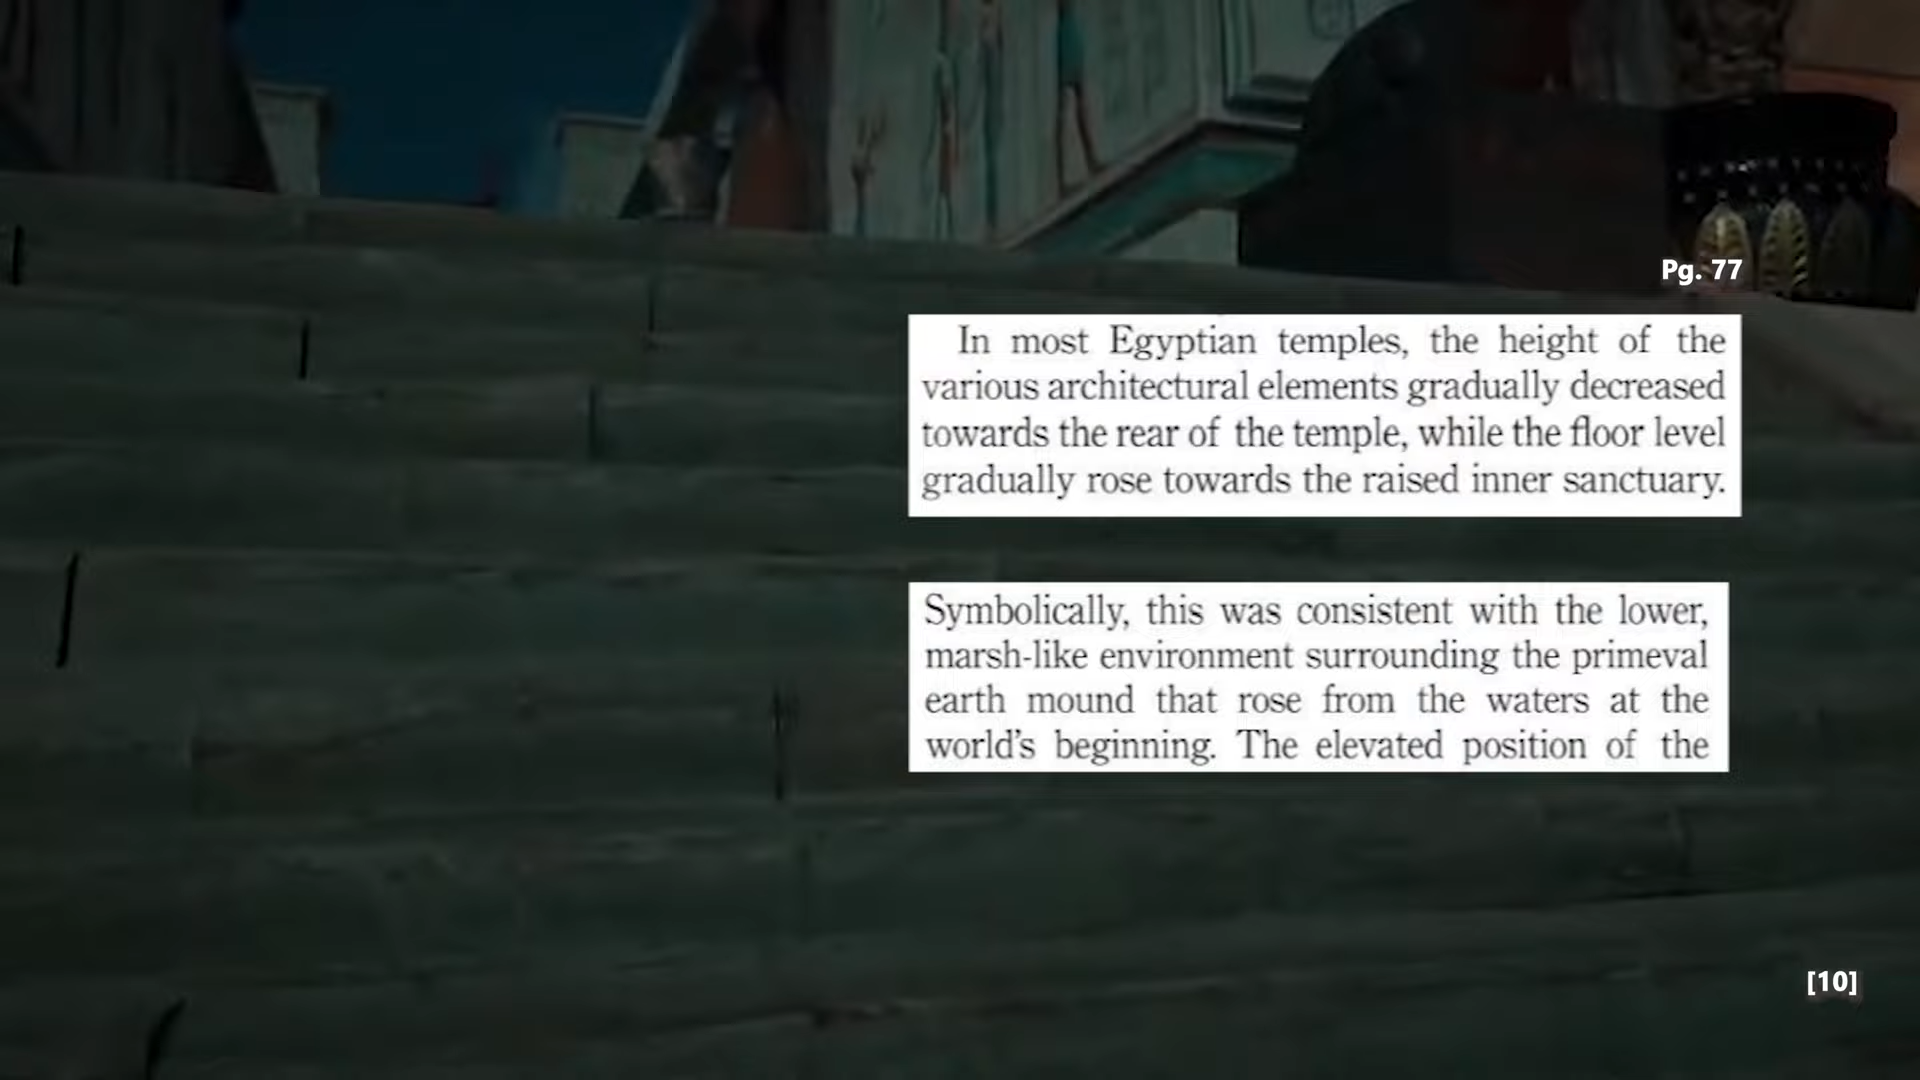 Pg. 77
In most Egyptian temples, the height of the
various architectural elements gradually decreased
towards the rear of the temple, while the floor level
gradually rose towards the raised inner sanctuary.
Symbolically, this was consistent with the lower,
marsh-like environment surrounding the primeval
earth mound that rose from the waters at the
world's beginning. The elevated position of the
[10]